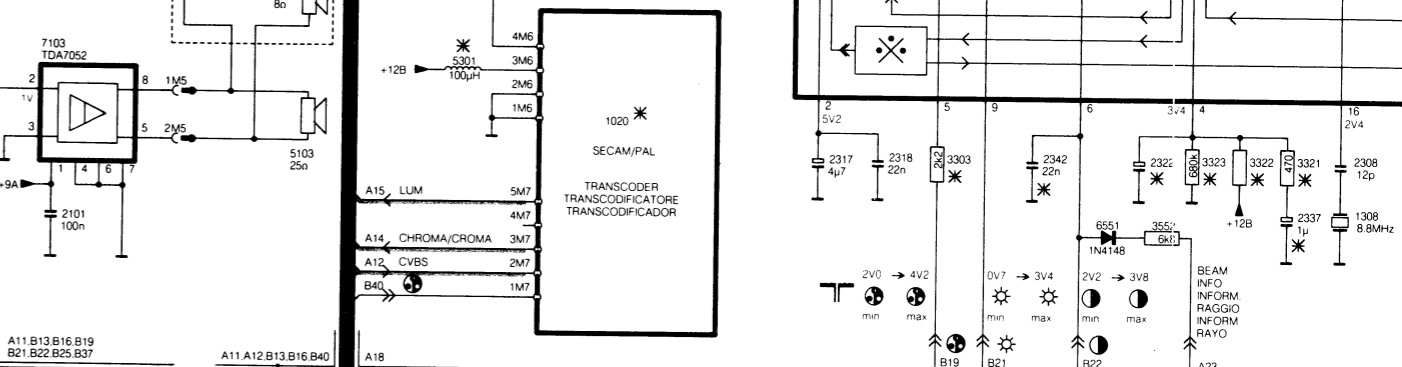 8Ω
7103
TDA7052
2
1V
3
8
1M5
5
2M5
1
4
6
7
+9A
2101
100n
5103
25Ω
A11.B13.B16.B19
B21.B22.B25.B37
A11.A12.B13.B16.B40
A18
4M6
5301
100µH
+12B
3M6
2M6
1M6
1020
SECAM/PAL
TRANSCODER
TRANSCODIFICATORE
TRANSCODIFICADOR
A15 LUM
5M7
4M7
A14 CHROMA/CROMA
3M7
A12 CVBS
2M7
B40
1M7
2
5V2
5
9
6
3V4
4
16
2V4
2317
4µ7
2318
22n
2k2
3303
2342
22n
2322
680k
3323
3322
470
3321
2308
12p
+12B
2337
1µ
1308
8.8MHz
6551
1N4148
3552
6k8
2V0 → 4V2
min max
0V7 → 3V4
min max
2V2 → 3V8
min max
BEAM
INFO
INFORM.
RAGGIO
INFORM
RAYO
B19
B21
B22
A23